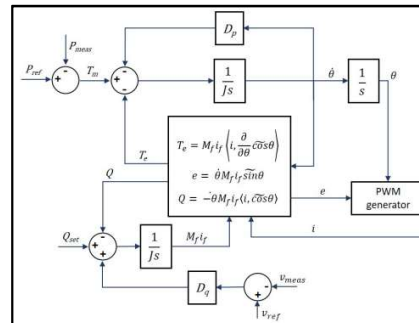 D_p
P_meas
P_ref
T_m
1/Js
θ̇
1/s
θ
T_e = M_f i_f (i, ∂/∂θ c͠osθ)
e = θ̇M_f i_f s͠inθ
Q = -θ̇M_f i_f⟨i, c͠osθ⟩
T_e
Q
e
PWM
generator
Q_set
1/Js
M_f i_f
i
D_q
v_meas
v_ref